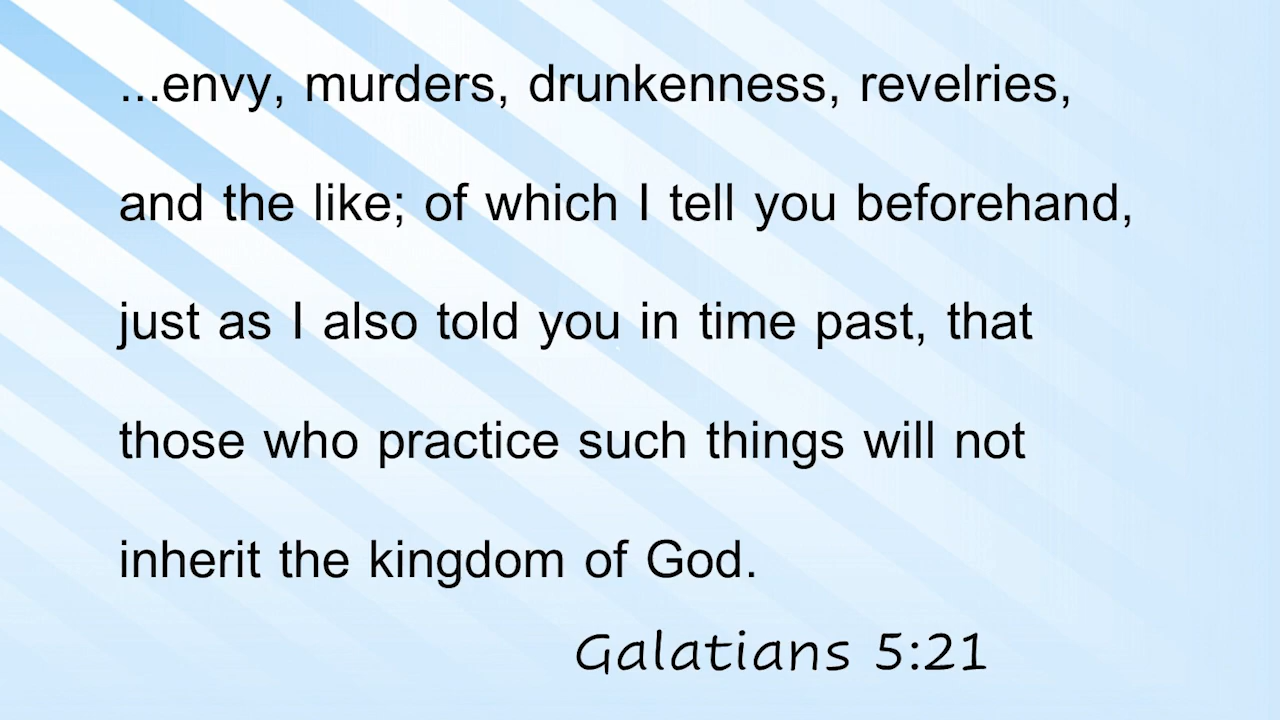 ...envy, murders, drunkenness, revelries,
and the like; of which I tell you beforehand,
just as I also told you in time past, that
those who practice such things will not
inherit the kingdom of God.
Galatians 5:21